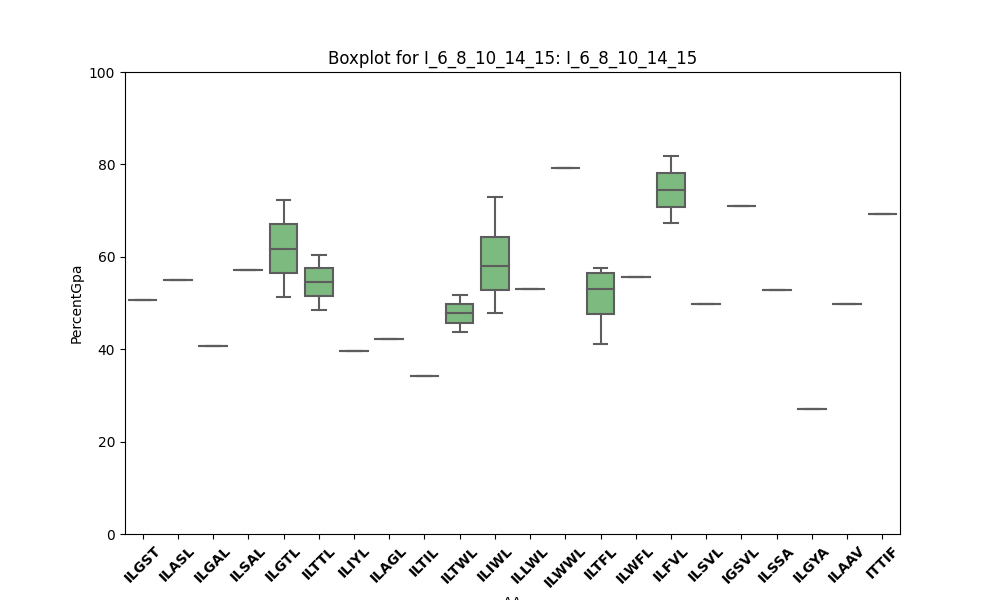 Boxplot for I_6_8_10_14_15: I_6_8_10_14_15
100
80
60
40
20
0
PercentGpa
ILGST ILASL ILGAL ILSAL ILGTL ILTTL ILIYL ILAGL ILTIL ILTWL ILIWL ILLWL ILWWL ILTFL ILWFL ILFVL ILSVL IGSVL ILSSA ILGYA ILAAV ITTIF